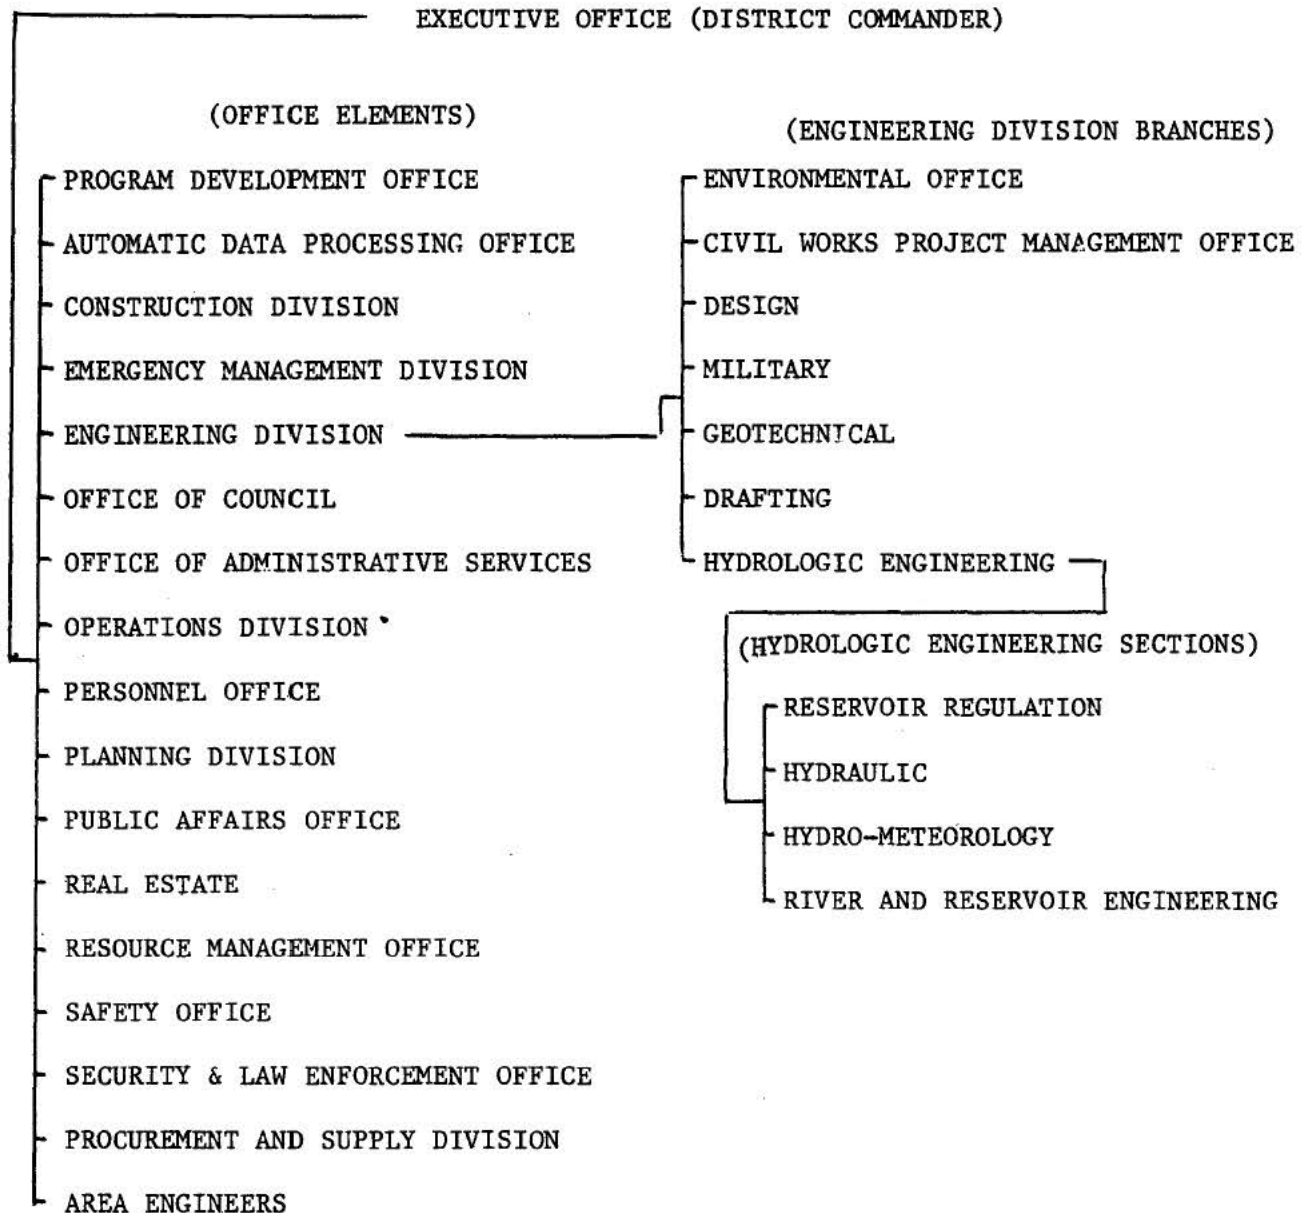 EXECUTIVE OFFICE (DISTRICT COMMANDER)
(OFFICE ELEMENTS)
PROGRAM DEVELOPMENT OFFICE
AUTOMATIC DATA PROCESSING OFFICE
CONSTRUCTION DIVISION
EMERGENCY MANAGEMENT DIVISION
ENGINEERING DIVISION
OFFICE OF COUNCIL
OFFICE OF ADMINISTRATIVE SERVICES
OPERATIONS DIVISION
PERSONNEL OFFICE
PLANNING DIVISION
PUBLIC AFFAIRS OFFICE
REAL ESTATE
RESOURCE MANAGEMENT OFFICE
SAFETY OFFICE
SECURITY & LAW ENFORCEMENT OFFICE
PROCUREMENT AND SUPPLY DIVISION
AREA ENGINEERS
(ENGINEERING DIVISION BRANCHES)
ENVIRONMENTAL OFFICE
CIVIL WORKS PROJECT MANAGEMENT OFFICE
DESIGN
MILITARY
GEOTECHNICAL
DRAFTING
HYDROLOGIC ENGINEERING
(HYDROLOGIC ENGINEERING SECTIONS)
RESERVOIR REGULATION
HYDRAULIC
HYDRO-METEOROLOGY
RIVER AND RESERVOIR ENGINEERING